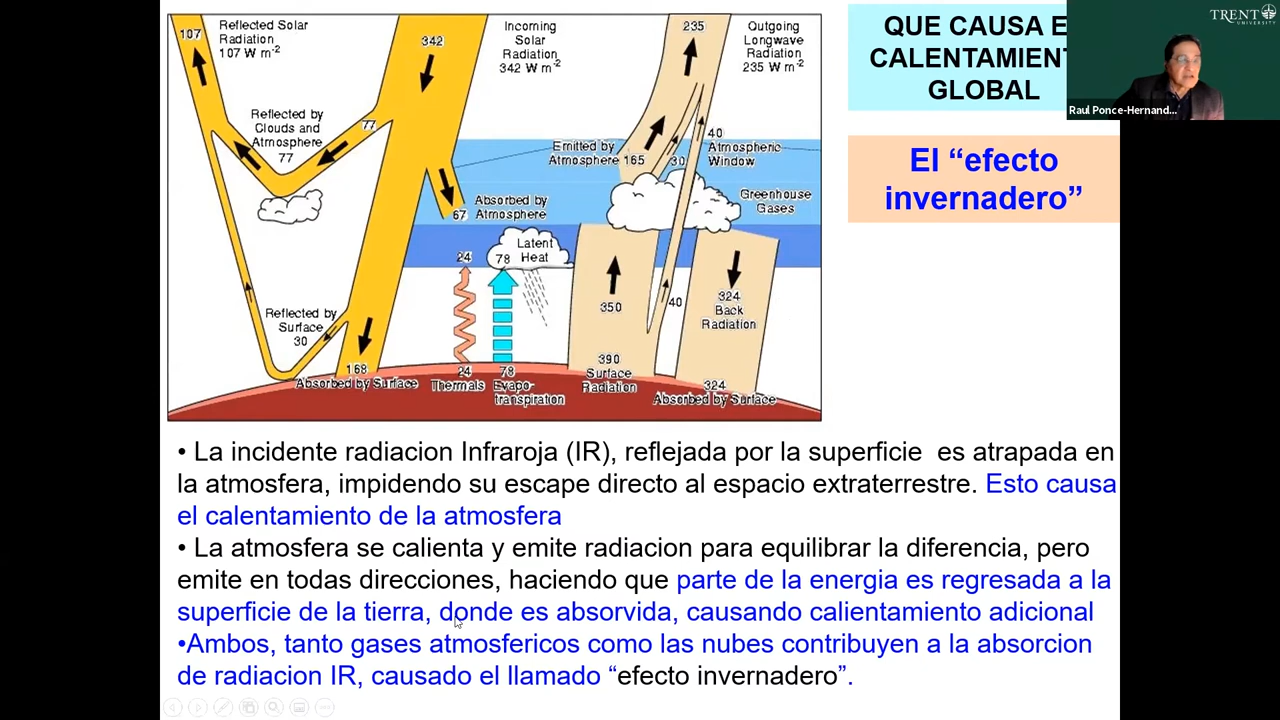 107
Reflected Solar
Radiation
107 W m-2
342
Incoming
Solar
Radiation
342 W m-2
235
Outgoing
Longwave
Radiation
235 W m-2
Reflected by
Clouds and
Atmosphere
77
77
Emitted by
Atmosphere 165
30
40
Atmospheric
Window
67
Absorbed by
Atmosphere
Greenhouse
Gases
24
78
Latent
Heat
350
40
324
Back
Radiation
Reflected by
Surface
30
168
Absorbed by Surface
24
Thermals
78
Evapo-
transpiration
390
Surface
Radiation
324
Absorbed by Surface
QUE CAUSA E
CALENTAMIENT
GLOBAL
TRENT
UNIVERSITY
Raul Ponce-Hernand...
El “efecto
invernadero”
• La incidente radiacion Infraroja (IR), reflejada por la superficie es atrapada en
la atmosfera, impidendo su escape directo al espacio extraterrestre. Esto causa
el calentamiento de la atmosfera
• La atmosfera se calienta y emite radiacion para equilibrar la diferencia, pero
emite en todas direcciones, haciendo que parte de la energia es regresada a la
superficie de la tierra, donde es absorvida, causando calientamiento adicional
•Ambos, tanto gases atmosfericos como las nubes contribuyen a la absorcion
de radiacion IR, causado el llamado “efecto invernadero”.